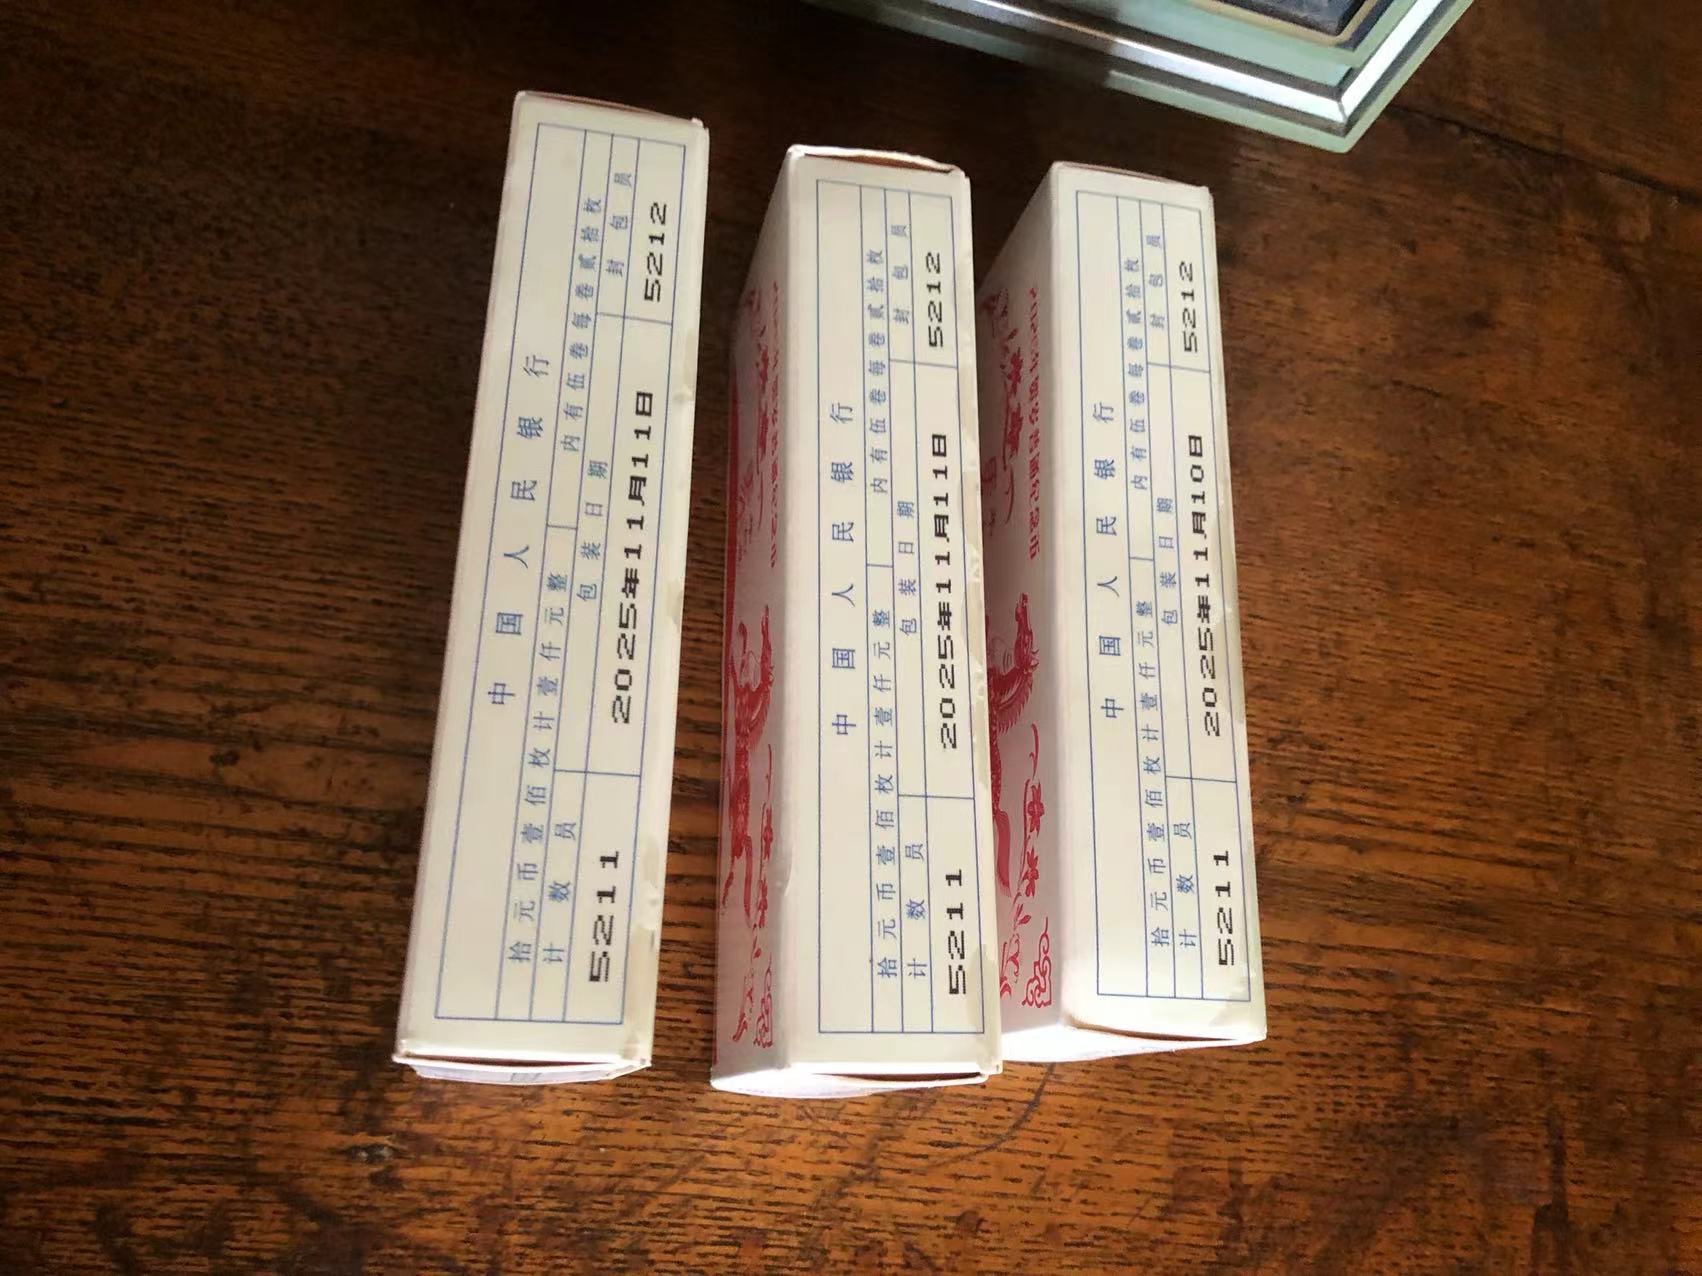 中国人民银行
拾元币壹佰枚计壹仟元整
内有伍卷每卷贰拾枚
计数员
包装日期
封包员
5211
2025年11月11日
5212
中国人民银行
拾元币壹佰枚计壹仟元整
内有伍卷每卷贰拾枚
计数员
包装日期
封包员
5211
2025年11月11日
5212
中国人民银行
拾元币壹佰枚计壹仟元整
内有伍卷每卷贰拾枚
计数员
包装日期
封包员
5211
2025年11月10日
5212